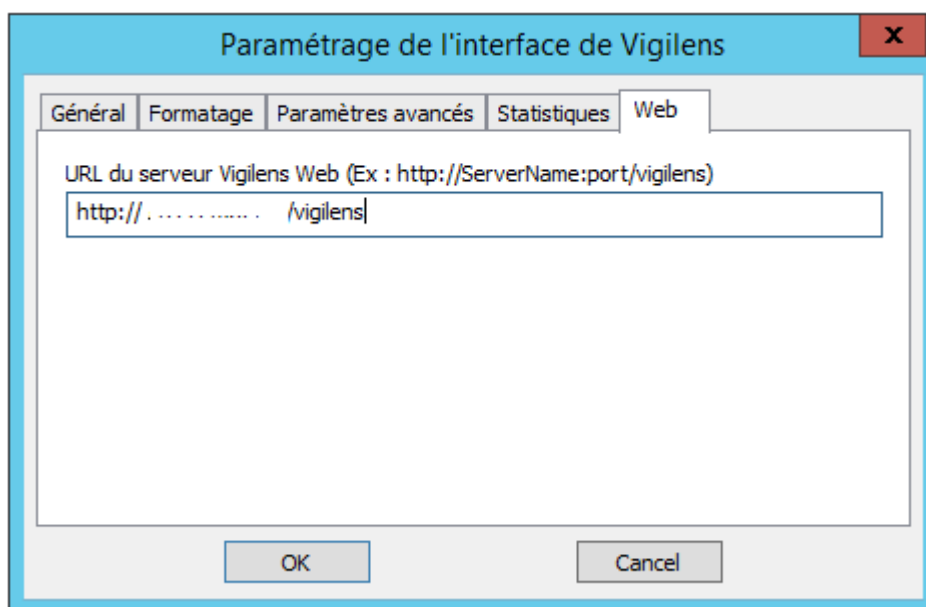 Paramétrage de l'interface de Vigilens
x
Général Formatage Paramètres avancés Statistiques Web
URL du serveur Vigilens Web (Ex : http://ServerName:port/vigilens)
http:// /vigilens
OK Cancel